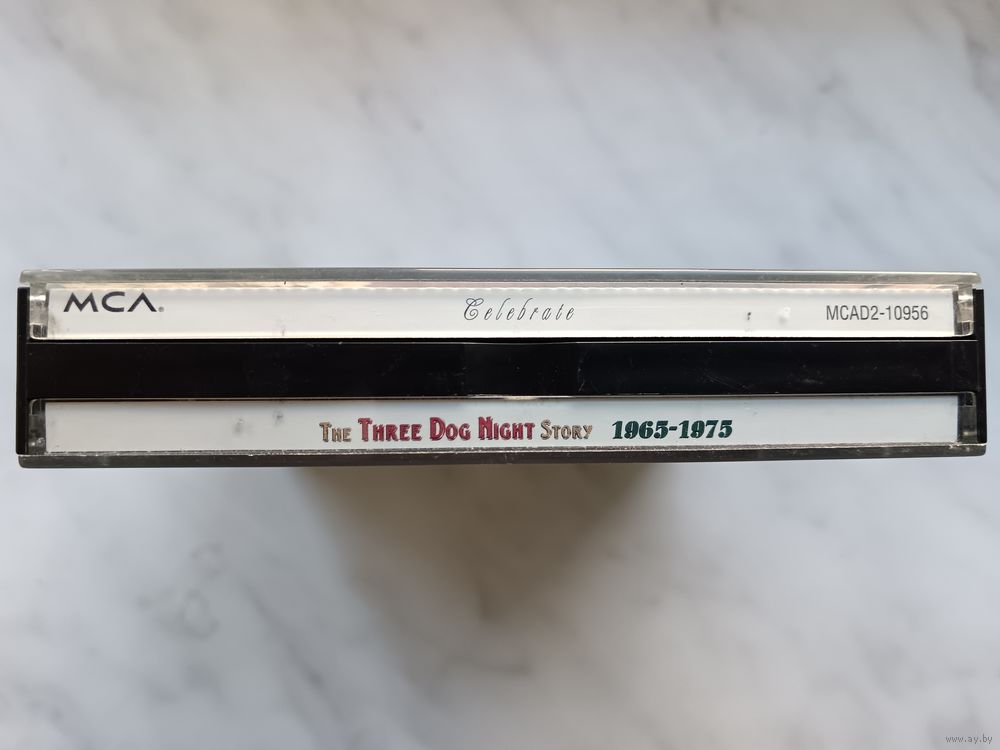 MCA® Celebrate MCAD2-10956
The Three Dog Night Story 1965-1975
www.ay.by